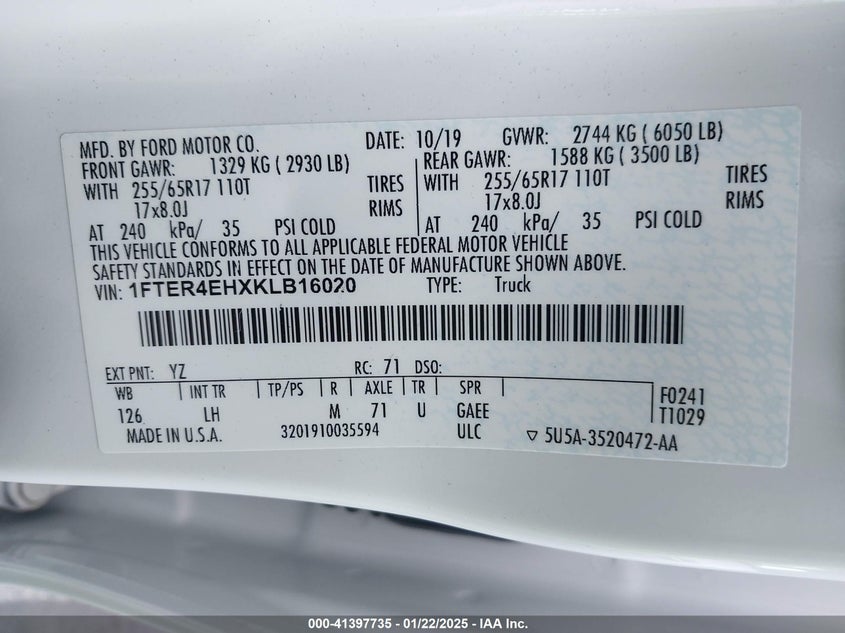 MFD. BY FORD MOTOR CO. DATE: 10/19 GVWR: 2744 KG ( 6050 LB)
FRONT GAWR: 1329 KG ( 2930 LB) REAR GAWR: 1588 KG ( 3500 LB)
WITH 255/65R17 110T TIRES WITH 255/65R17 110T TIRES
17x8.0J RIMS 17x8.0J RIMS
AT 240 kPa/ 35 PSI COLD AT 240 kPa/ 35 PSI COLD
THIS VEHICLE CONFORMS TO ALL APPLICABLE FEDERAL MOTOR VEHICLE
SAFETY STANDARDS IN EFFECT ON THE DATE OF MANUFACTURE SHOWN ABOVE.
VIN: 1FTER4EHXKLB16020 TYPE: Truck
EXT PNT: YZ RC: 71 DSO:
WB INT TR TP/PS R AXLE TR SPR F0241
126 LH M 71 U GAEE T1029
MADE IN U.S.A. 3201910035594 ULC ▽ 5U5A-3520472-AA
000-41397735 - 01/22/2025 - IAA Inc.